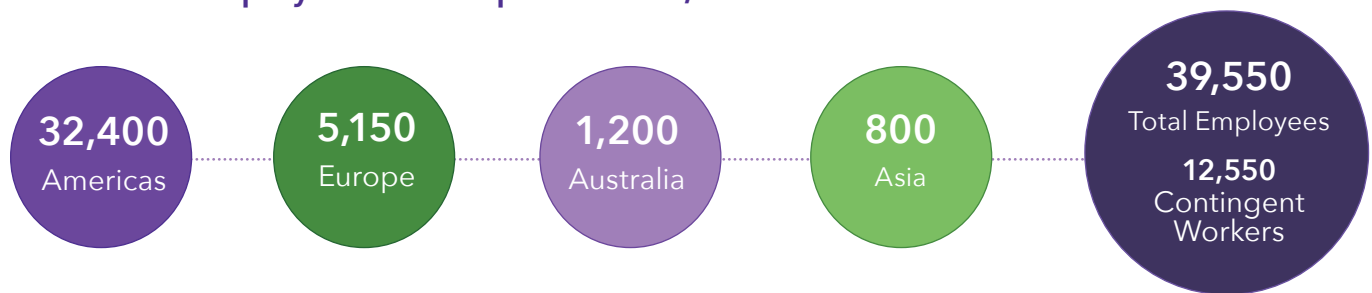 32,400
Americas
5,150
Europe
1,200
Australia
800
Asia
39,550
Total Employees
12,550
Contingent
Workers